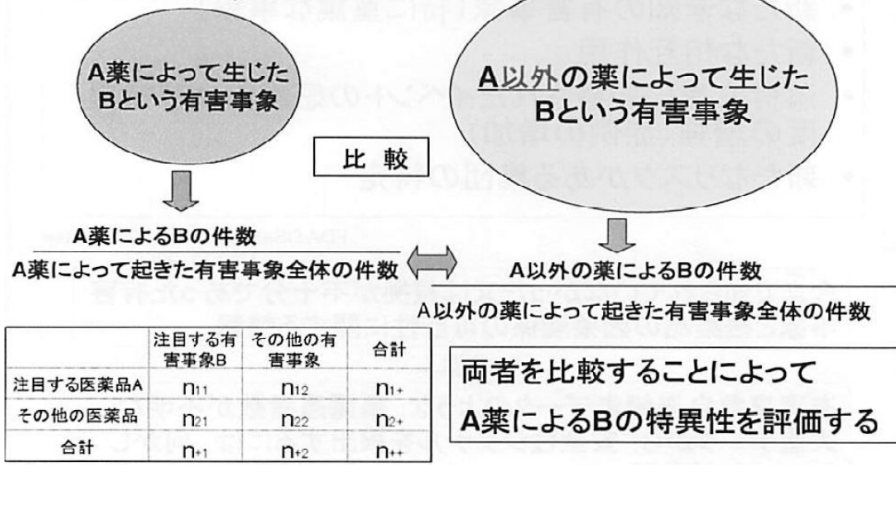 A薬によって生じた
Bという有害事象
A以外の薬によって生じた
Bという有害事象
比 較
A薬によるBの件数
A薬によって起きた有害事象全体の件数
A以外の薬によるBの件数
A以外の薬によって起きた有害事象全体の件数
注目する有害事象B その他の有害事象 合計
注目する医薬品A n₁₁ n₁₂ n₁₊
その他の医薬品 n₂₁ n₂₂ n₂₊
合計 n₊₁ n₊₂ n₊₊
両者を比較することによって
A薬によるBの特異性を評価する